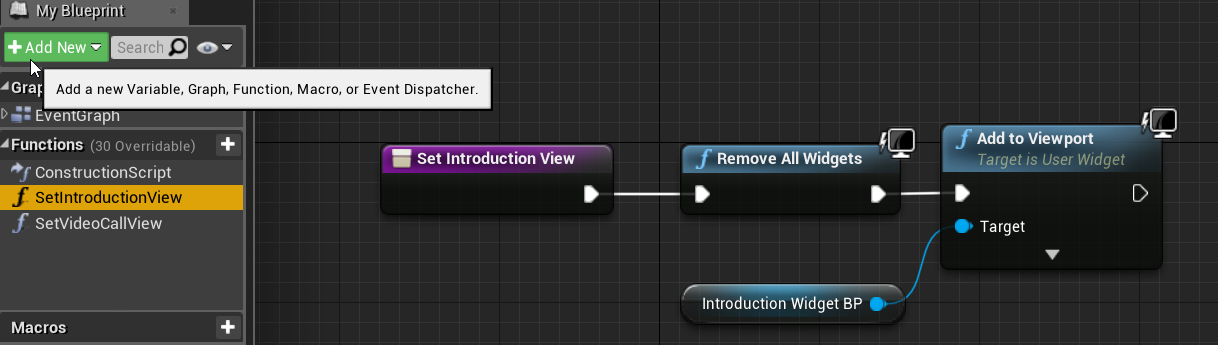 My Blueprint
Add New
Search
Add a new Variable, Graph, Function, Macro, or Event Dispatcher.
Grap
EventGraph
Functions (30 Overridable)
ConstructionScript
SetIntroductionView
SetVideoCallView
Macros
Set Introduction View
Remove All Widgets
Add to Viewport
Target is User Widget
Target
Introduction Widget BP